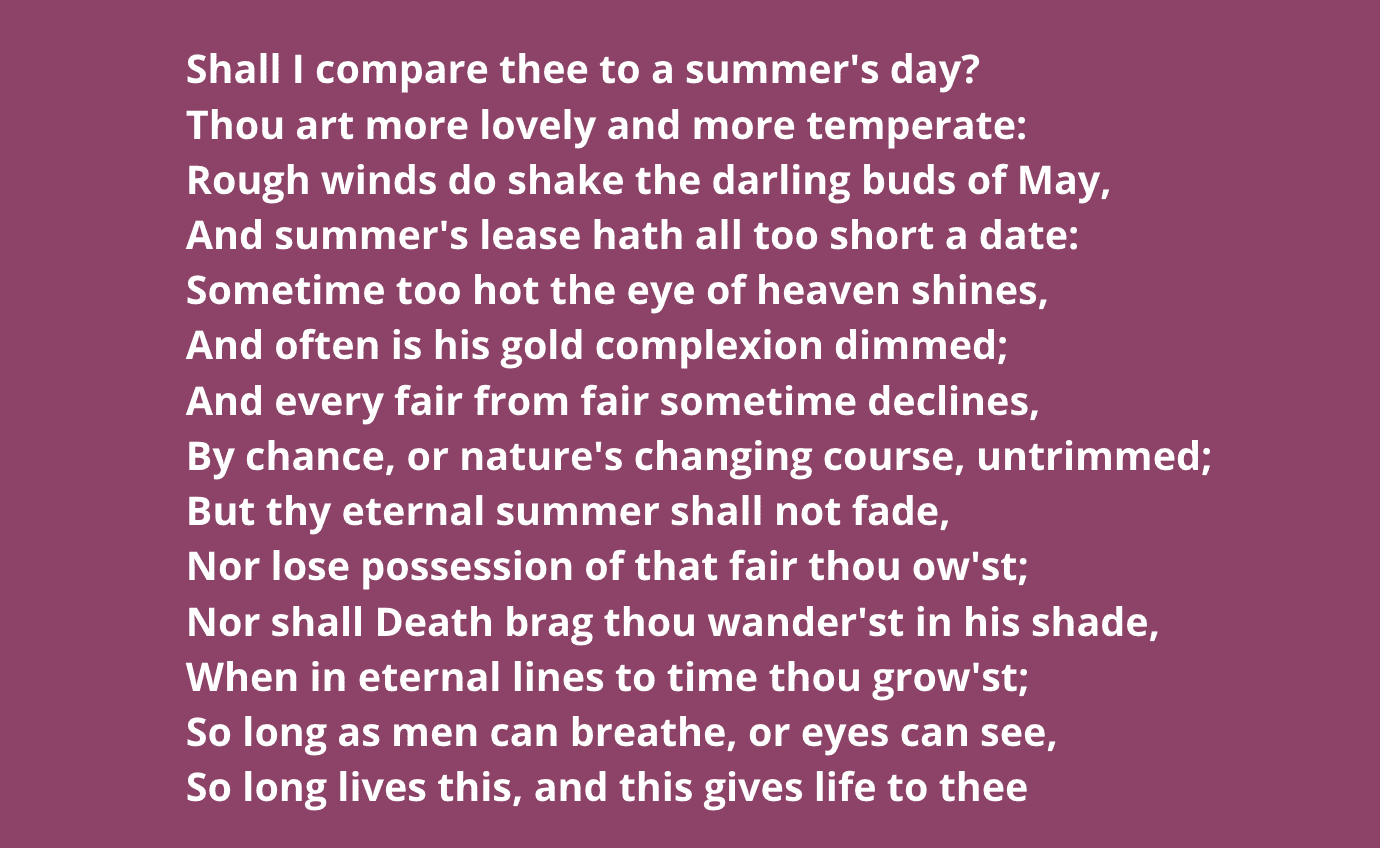 Shall I compare thee to a summer's day?
Thou art more lovely and more temperate:
Rough winds do shake the darling buds of May,
And summer's lease hath all too short a date:
Sometime too hot the eye of heaven shines,
And often is his gold complexion dimmed;
And every fair from fair sometime declines,
By chance, or nature's changing course, untrimmed;
But thy eternal summer shall not fade,
Nor lose possession of that fair thou ow'st;
Nor shall Death brag thou wander'st in his shade,
When in eternal lines to time thou grow'st;
So long as men can breathe, or eyes can see,
So long lives this, and this gives life to thee